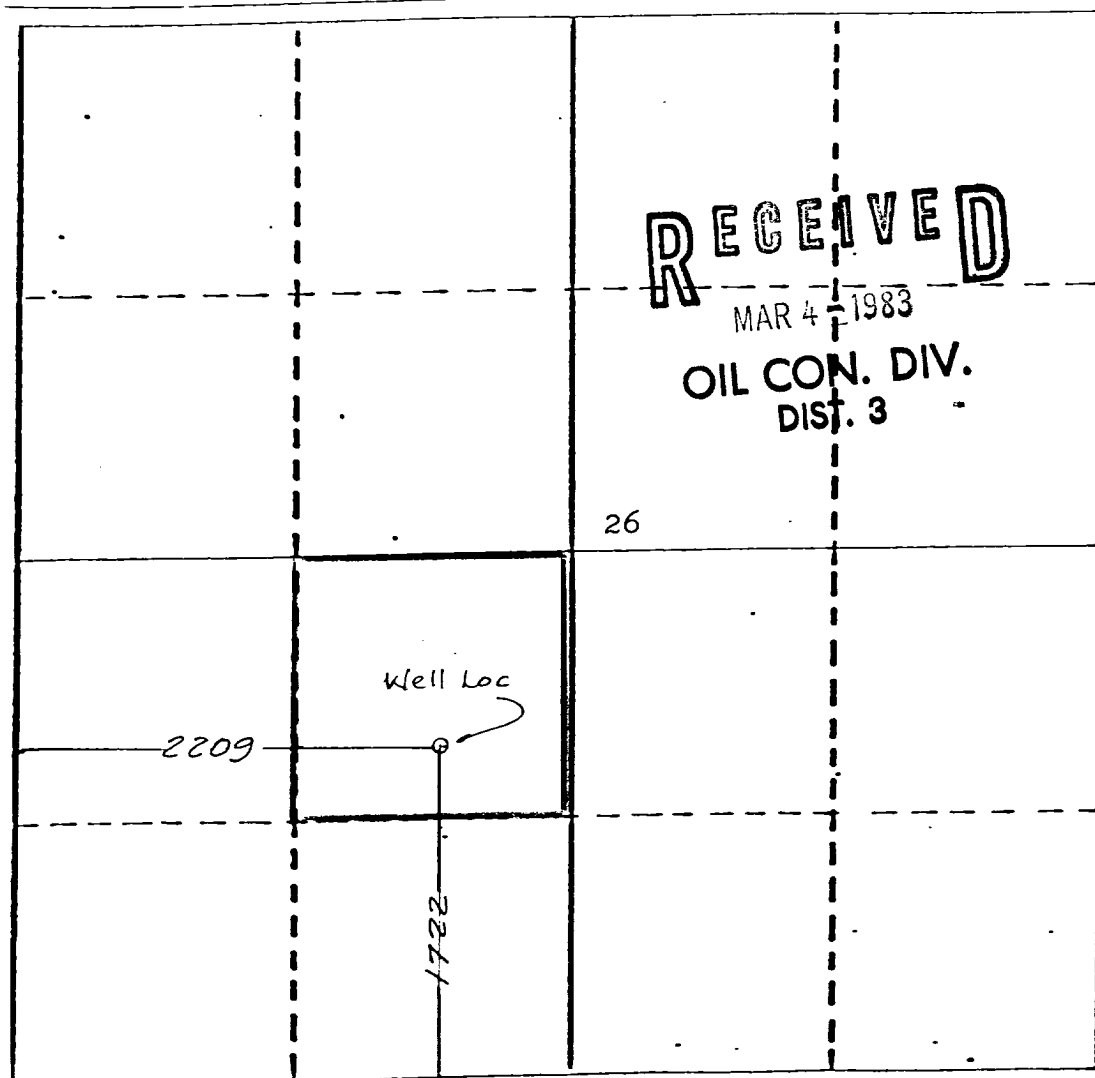 RECEIVED
MAR 4 - 1983
OIL CON. DIV.
DIST. 3
26
Well Loc
2209
1722